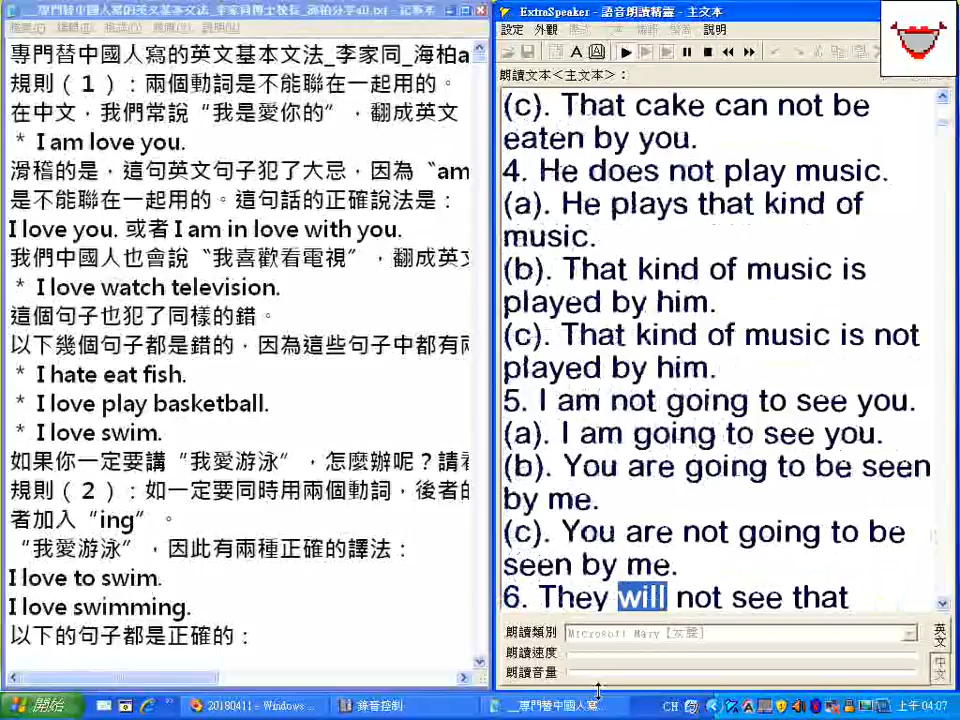 專門替中國人寫的英文基本文法_李家同_海柏a
規則（1）：兩個動詞是不能聯在一起用的。
在中文，我們常說“我是愛你的”，翻成英文
* I am love you.
滑稽的是，這句英文句子犯了大忌，因為“am
是不能聯在一起用的。這句話的正確說法是：
I love you. 或者 I am in love with you.
我們中國人也會說“我喜歡看電視”，翻成英文
* I love watch television.
這個句子也犯了同樣的錯。
以下幾個句子都是錯的，因為這些句子中都有兩
* I hate eat fish.
* I love play basketball.
* I love swim.
如果你一定要講“我愛游泳”，怎麼辦呢？請看
規則（2）：如一定要同時用兩個動詞，後者的
者加入“ing”。
“我愛游泳”，因此有兩種正確的譯法：
I love to swim.
I love swimming.
以下的句子都是正確的：
ExtraSpeaker - 語音朗讀精靈 - 主文本
設定 外觀 說明
朗讀文本<主文本>：
(c). That cake can not be
eaten by you.
4. He does not play music.
(a). He plays that kind of
music.
(b). That kind of music is
played by him.
(c). That kind of music is not
played by him.
5. I am not going to see you.
(a). I am going to see you.
(b). You are going to be seen
by me.
(c). You are not going to be
seen by me.
6. They will not see that
朗讀類別 Microsoft Mary【英聲】
朗讀速度
朗讀音量
英文
中文
開始
20180411 - Windows ...
錄音控制
__專門替中國人寫...
CH
上午 04:07